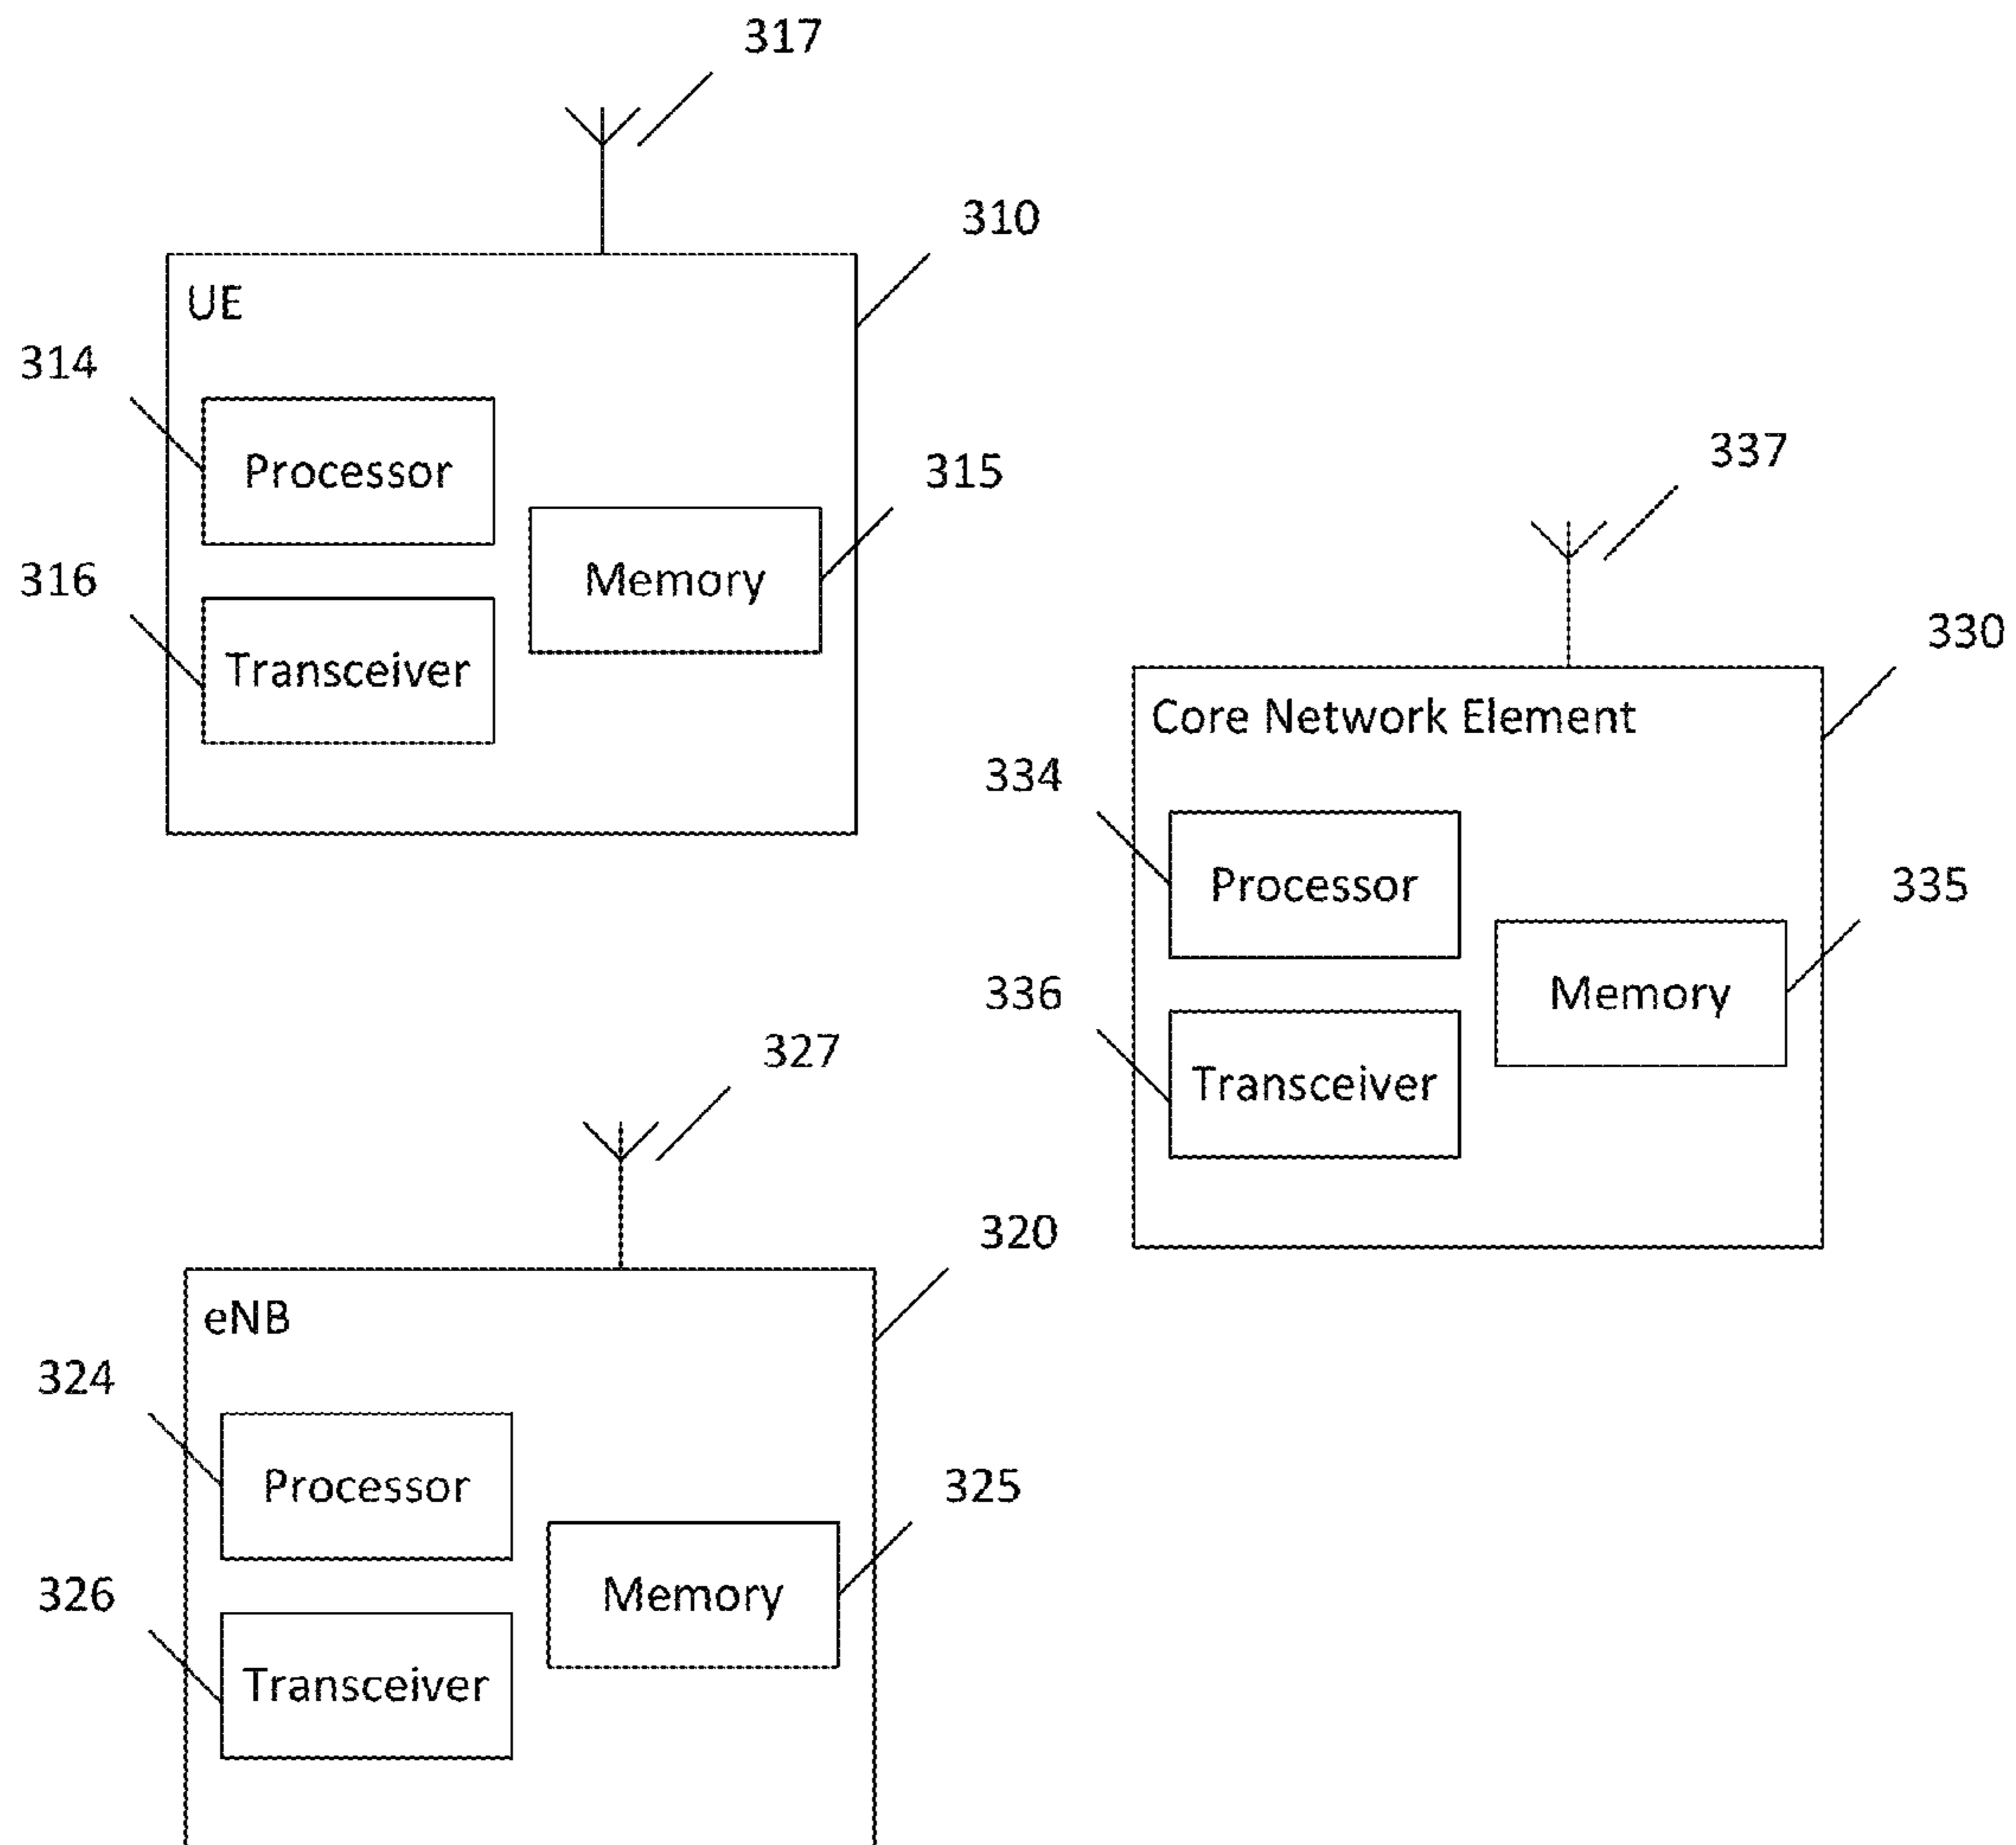 317
310
UE
314
Processor
315
316
Memory
Transceiver
337
330
Core Network Element
334
Processor
335
336
Memory
Transceiver
327
320
eNB
324
Processor
325
326
Memory
Transceiver